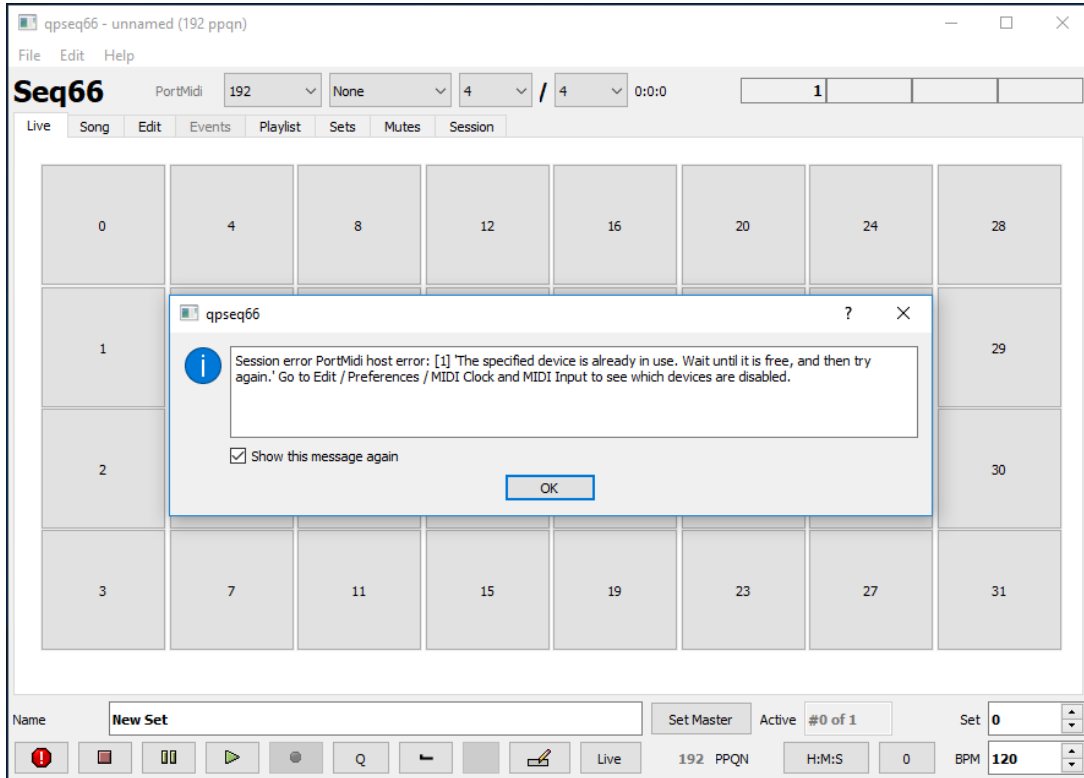 qpseq66 - unnamed (192 ppqn)
File Edit Help
Seq66 PortMidi 192 None 4 / 4 0:0:0 1
Live Song Edit Events Playlist Sets Mutes Session
0 4 8 12 16 20 24 28
qpseq66 ?
1 29
Session error PortMidi host error: [1] 'The specified device is already in use. Wait until it is free, and then try
again.' Go to Edit / Preferences / MIDI Clock and MIDI Input to see which devices are disabled.
Show this message again
2 30
OK
3 7 11 15 19 23 27 31
Name New Set Set Master Active #0 of 1 Set 0
Q Live 192 PPQN H:M:S 0 BPM 120